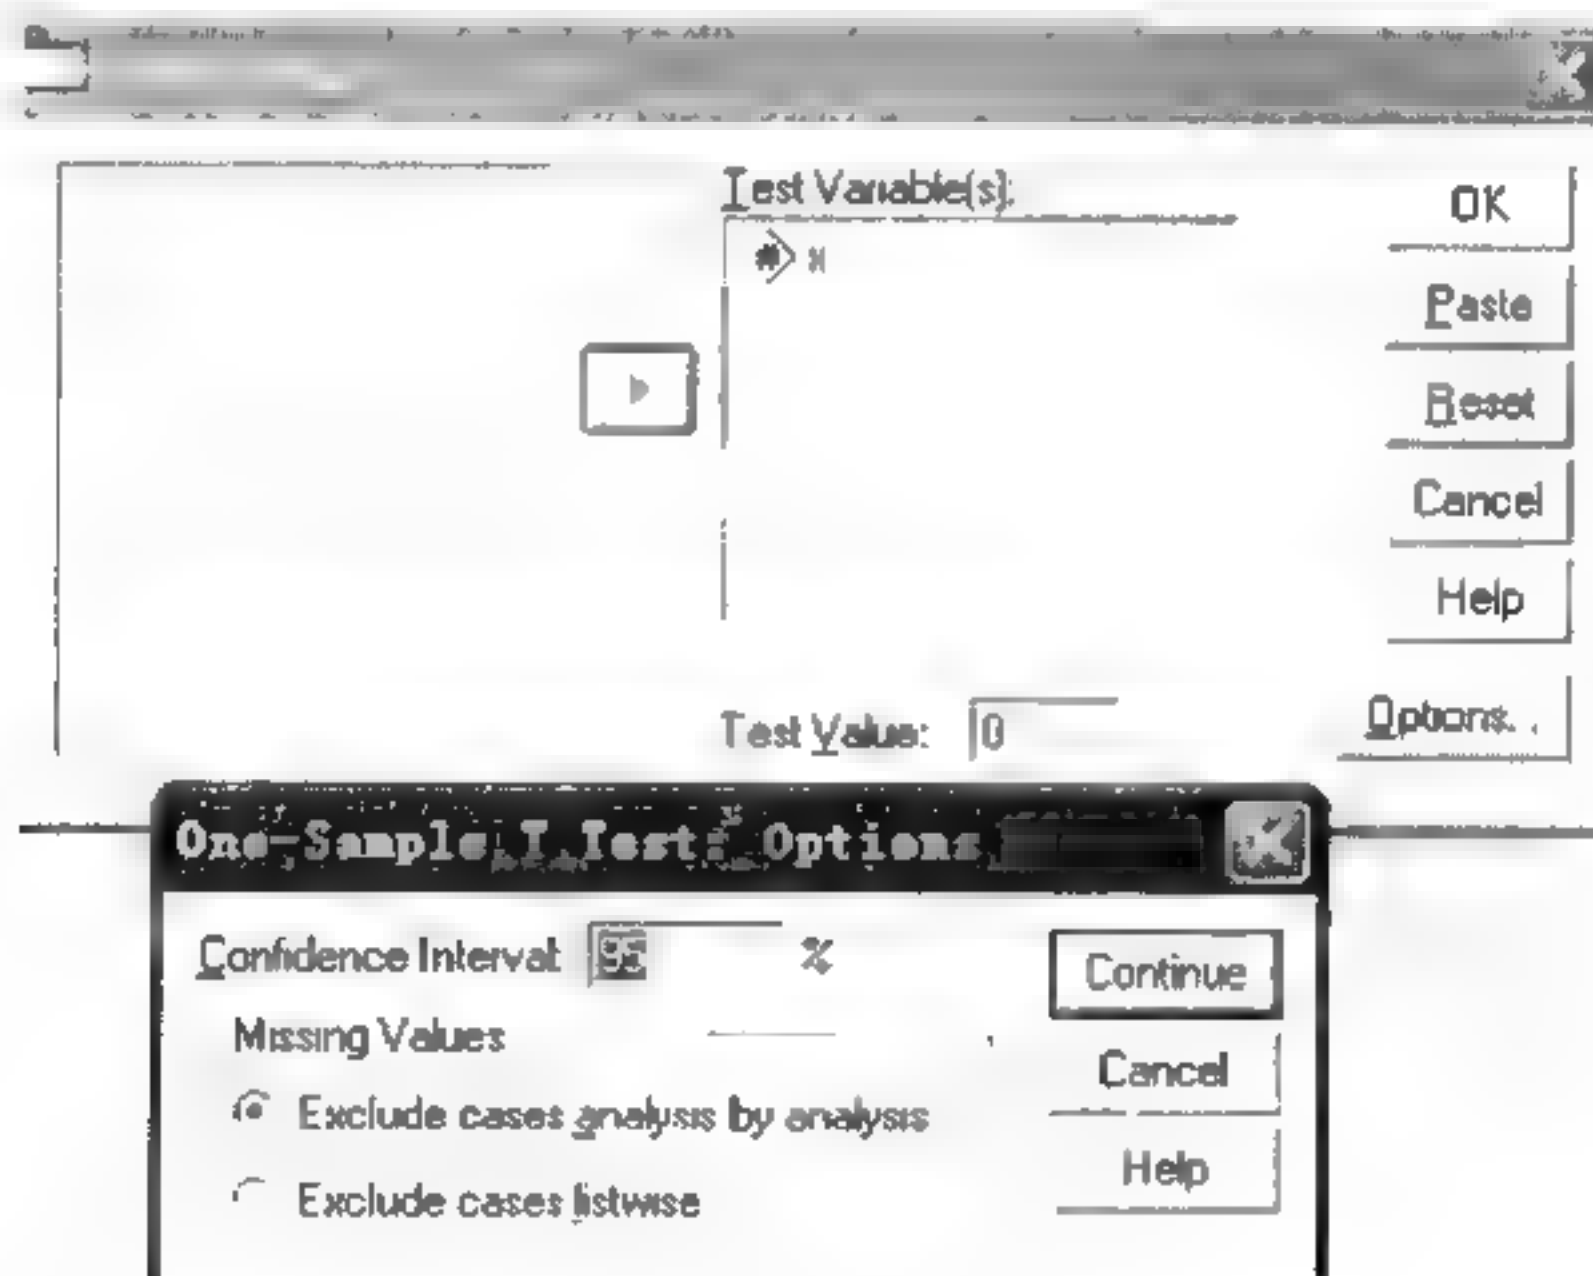 Test Variable(s):
x
OK
Paste
Reset
Cancel
Help
Test Value: 0
Options...
One-Sample T Test: Options
Confidence Interval: 95 %
Missing Values
Exclude cases analysis by analysis
Exclude cases listwise
Continue
Cancel
Help